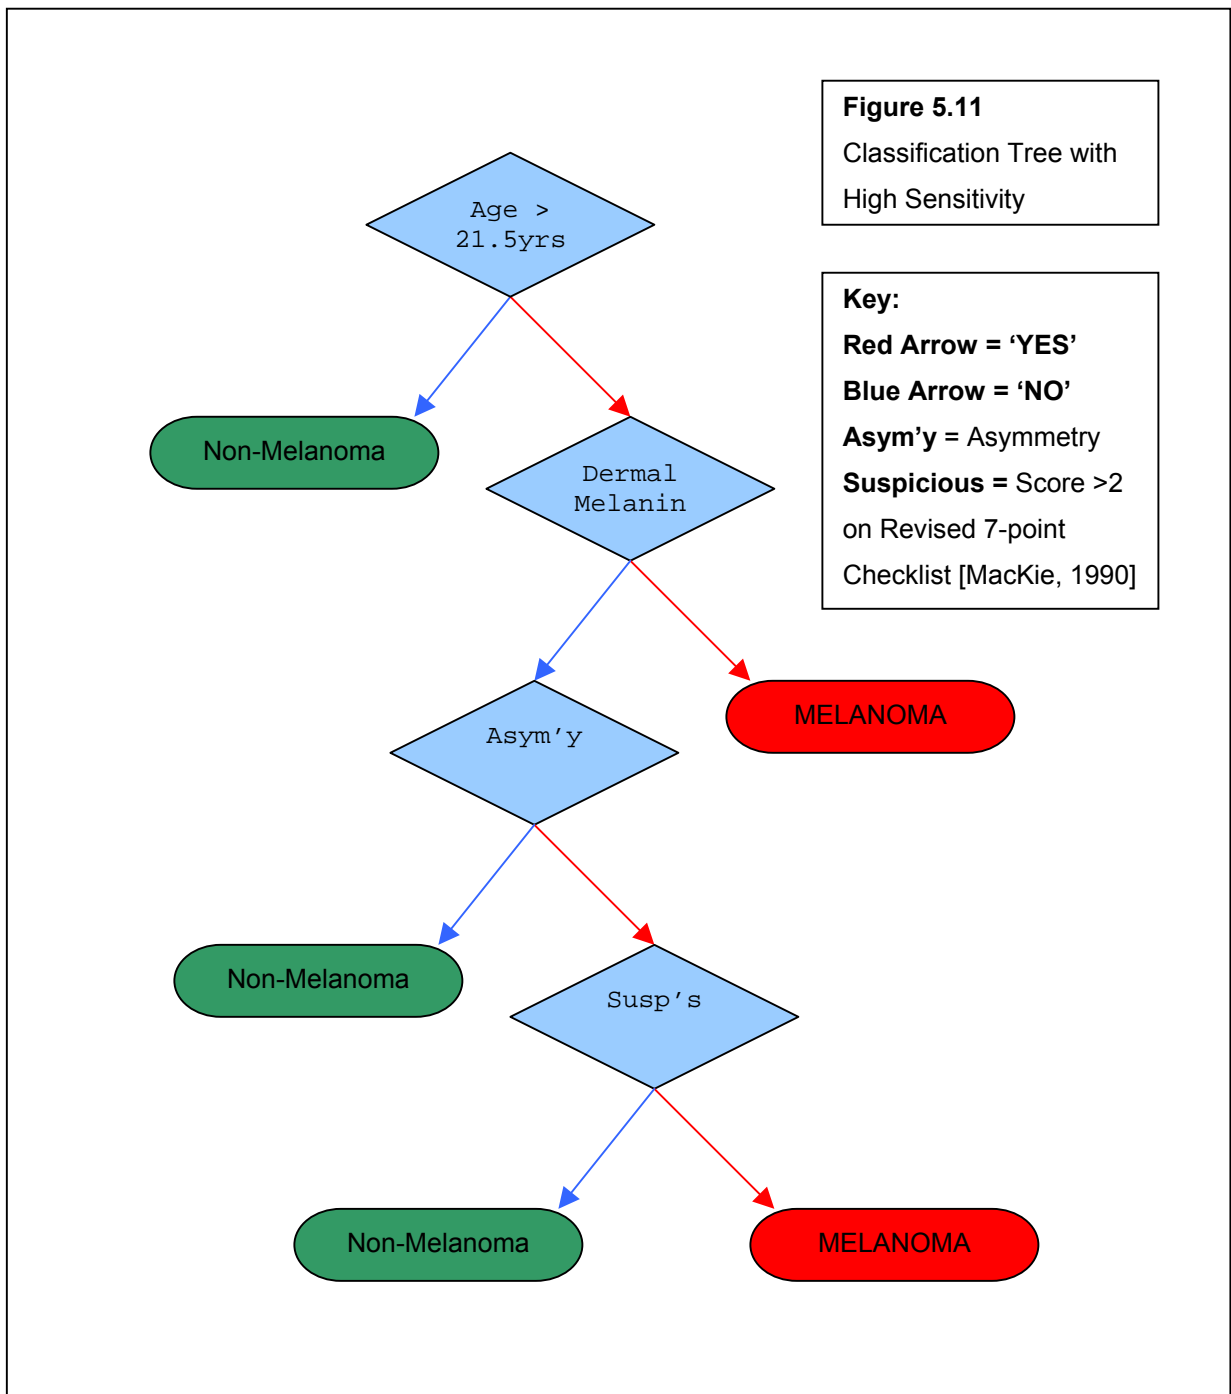 Figure 5.11
Classification Tree with
High Sensitivity
Age >
21.5yrs
Key:
Red Arrow = ‘YES’
Blue Arrow = ‘NO’
Asym’y = Asymmetry
Suspicious = Score >2
on Revised 7-point
Checklist [MacKie, 1990]
Non-Melanoma
Dermal
Melanin
MELANOMA
Asym’y
Non-Melanoma
Susp’s
Non-Melanoma
MELANOMA